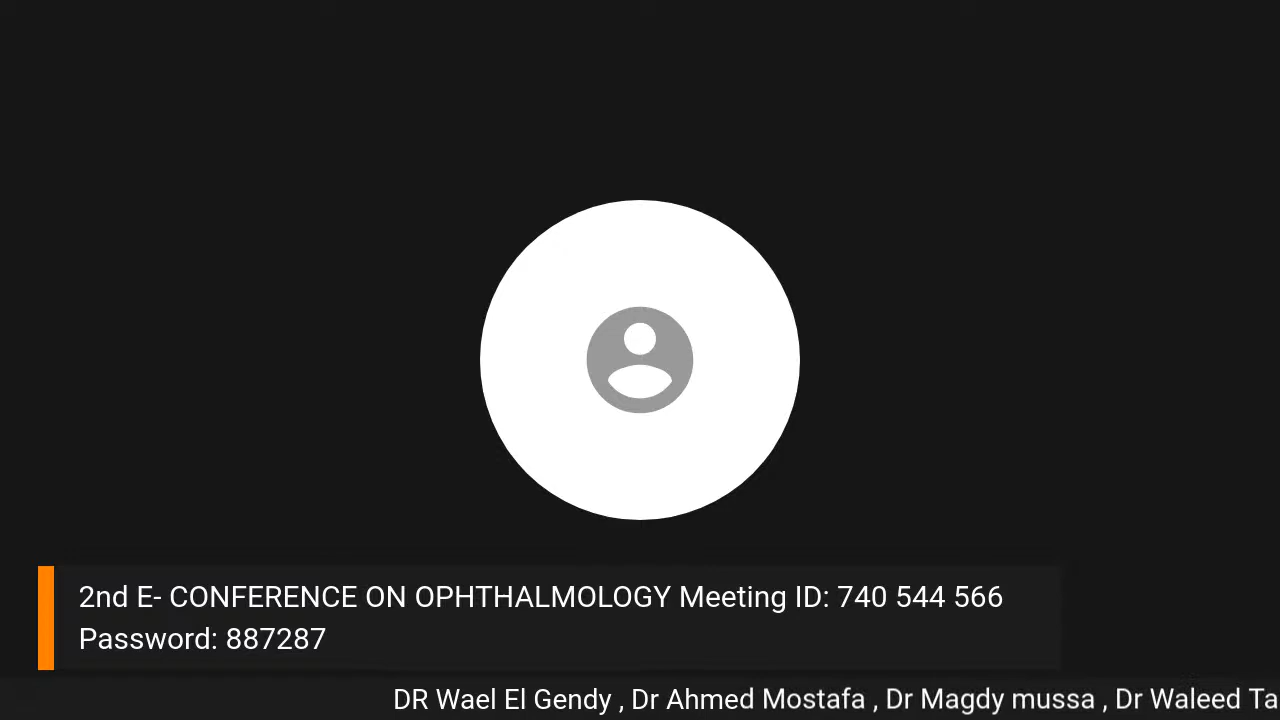 2nd E- CONFERENCE ON OPHTHALMOLOGY Meeting ID: 740 544 566
Password: 887287
DR Wael El Gendy , Dr Ahmed Mostafa , Dr Magdy mussa , Dr Waleed